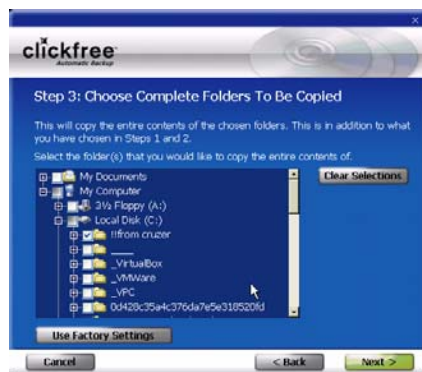 clickfree
Automatic Backup
Step 3: Choose Complete Folders To Be Copied
This will copy the entire contents of the chosen folders. This is in addition to what
you have chosen in Steps 1 and 2.
Select the folder(s) that you would like to copy the entire contents of.
My Documents
My Computer
3½ Floppy (A:)
Local Disk (C:)
!!from cruzer
____
_VirtualBox
_VMWare
_VPC
0d428c35a4c376da7e5e318520fd
Clear Selections
Use Factory Settings
Cancel
< Back
Next >